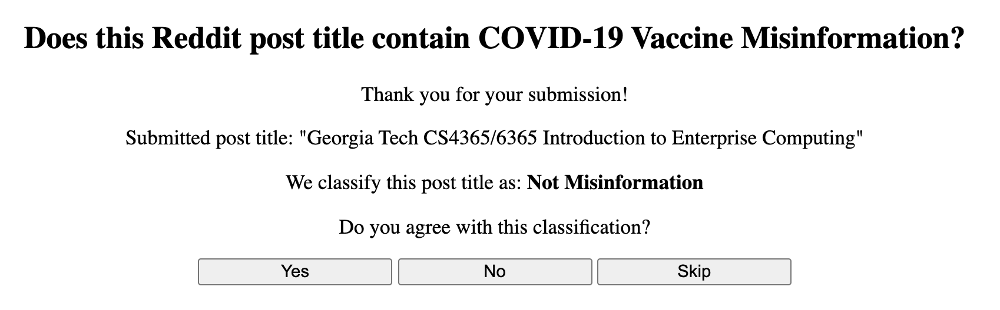 Does this Reddit post title contain COVID-19 Vaccine Misinformation?
Thank you for your submission!
Submitted post title: "Georgia Tech CS4365/6365 Introduction to Enterprise Computing"
We classify this post title as: Not Misinformation
Do you agree with this classification?
Yes No Skip